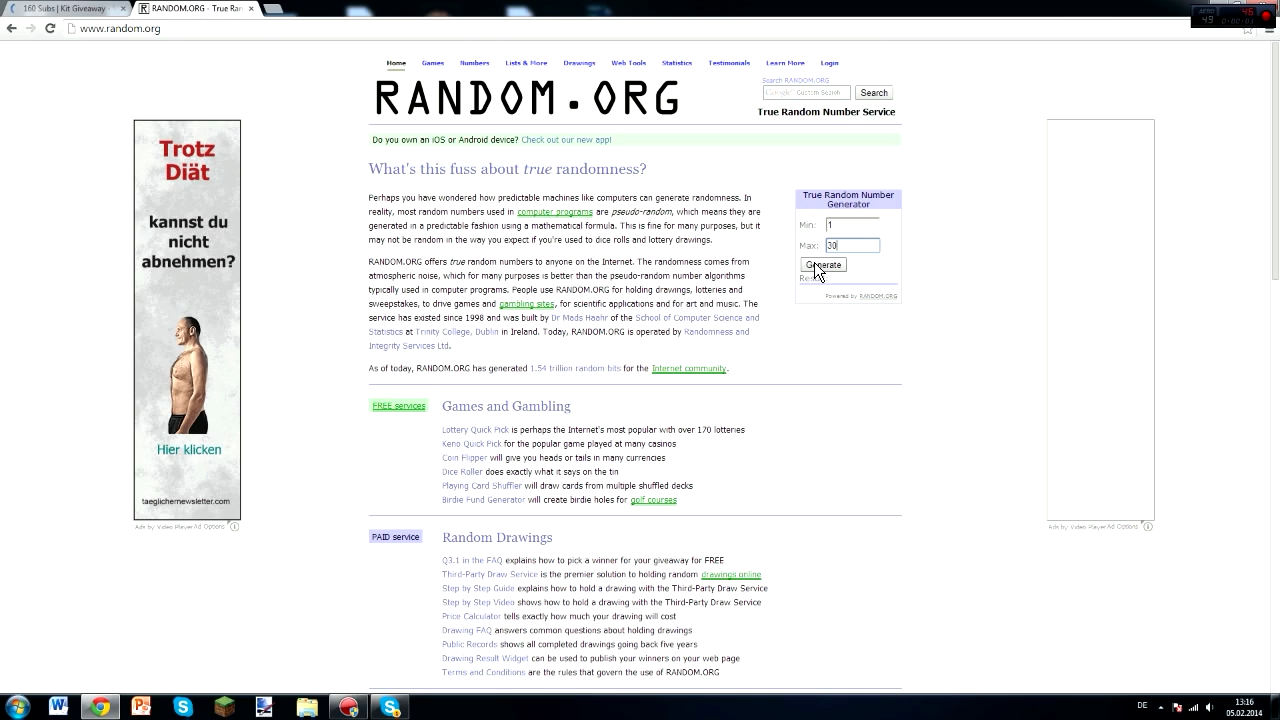 160 Subs | Kit Giveaway -
RANDOM.ORG - True Ran
www.random.org
Home Games Numbers Lists & More Drawings Web Tools Statistics Testimonials Learn More Login
RANDOM.ORG
Search RANDOM.ORG
Google Custom Search
Search
True Random Number Service
Do you own an iOS or Android device? Check out our new app!
What's this fuss about true randomness?
Perhaps you have wondered how predictable machines like computers can generate randomness. In
reality, most random numbers used in computer programs are pseudo-random, which means they are
generated in a predictable fashion using a mathematical formula. This is fine for many purposes, but it
may not be random in the way you expect if you're used to dice rolls and lottery drawings.
RANDOM.ORG offers true random numbers to anyone on the Internet. The randomness comes from
atmospheric noise, which for many purposes is better than the pseudo-random number algorithms
typically used in computer programs. People use RANDOM.ORG for holding drawings, lotteries and
sweepstakes, to drive games and gambling sites, for scientific applications and for art and music. The
service has existed since 1998 and was built by Dr Mads Haahr of the School of Computer Science and
Statistics at Trinity College, Dublin in Ireland. Today, RANDOM.ORG is operated by Randomness and
Integrity Services Ltd.
As of today, RANDOM.ORG has generated 1.54 trillion random bits for the Internet community.
True Random Number
Generator
Min: 1
Max: 30
Generate
Powered by RANDOM.ORG
FREE services
Games and Gambling
Lottery Quick Pick is perhaps the Internet's most popular with over 170 lotteries
Keno Quick Pick for the popular game played at many casinos
Coin Flipper will give you heads or tails in many currencies
Dice Roller does exactly what it says on the tin
Playing Card Shuffler will draw cards from multiple shuffled decks
Birdie Fund Generator will create birdie holes for golf courses
PAID service
Random Drawings
Q3.1 in the FAQ explains how to pick a winner for your giveaway for FREE
Third-Party Draw Service is the premier solution to holding random drawings online
Step by Step Guide explains how to hold a drawing with the Third-Party Draw Service
Step by Step Video shows how to hold a drawing with the Third-Party Draw Service
Price Calculator tells exactly how much your drawing will cost
Drawing FAQ answers common questions about holding drawings
Public Records shows all completed drawings going back five years
Drawing Result Widget can be used to publish your winners on your web page
Terms and Conditions are the rules that govern the use of RANDOM.ORG
Trotz
Diät
kannst du
nicht
abnehmen?
Hier klicken
taeglichernewsletter.com
Ads by Video Player Ad Options
Ads by Video Player Ad Options
DE
13:16
05.02.2014